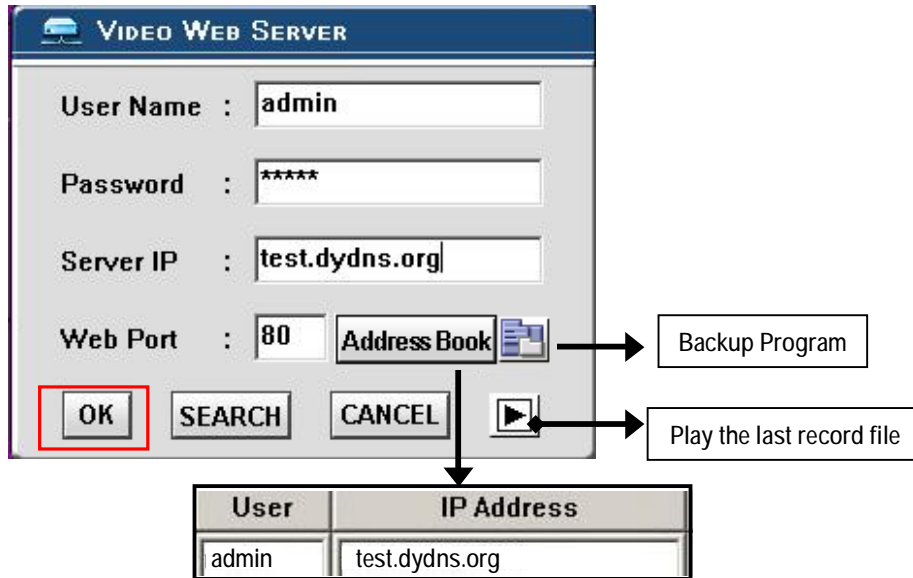 VIDEO WEB SERVER
User Name : admin
Password : *****
Server IP : test.dydns.org
Web Port : 80 Address Book
Backup Program
OK SEARCH CANCEL
Play the last record file
User IP Address
admin test.dydns.org